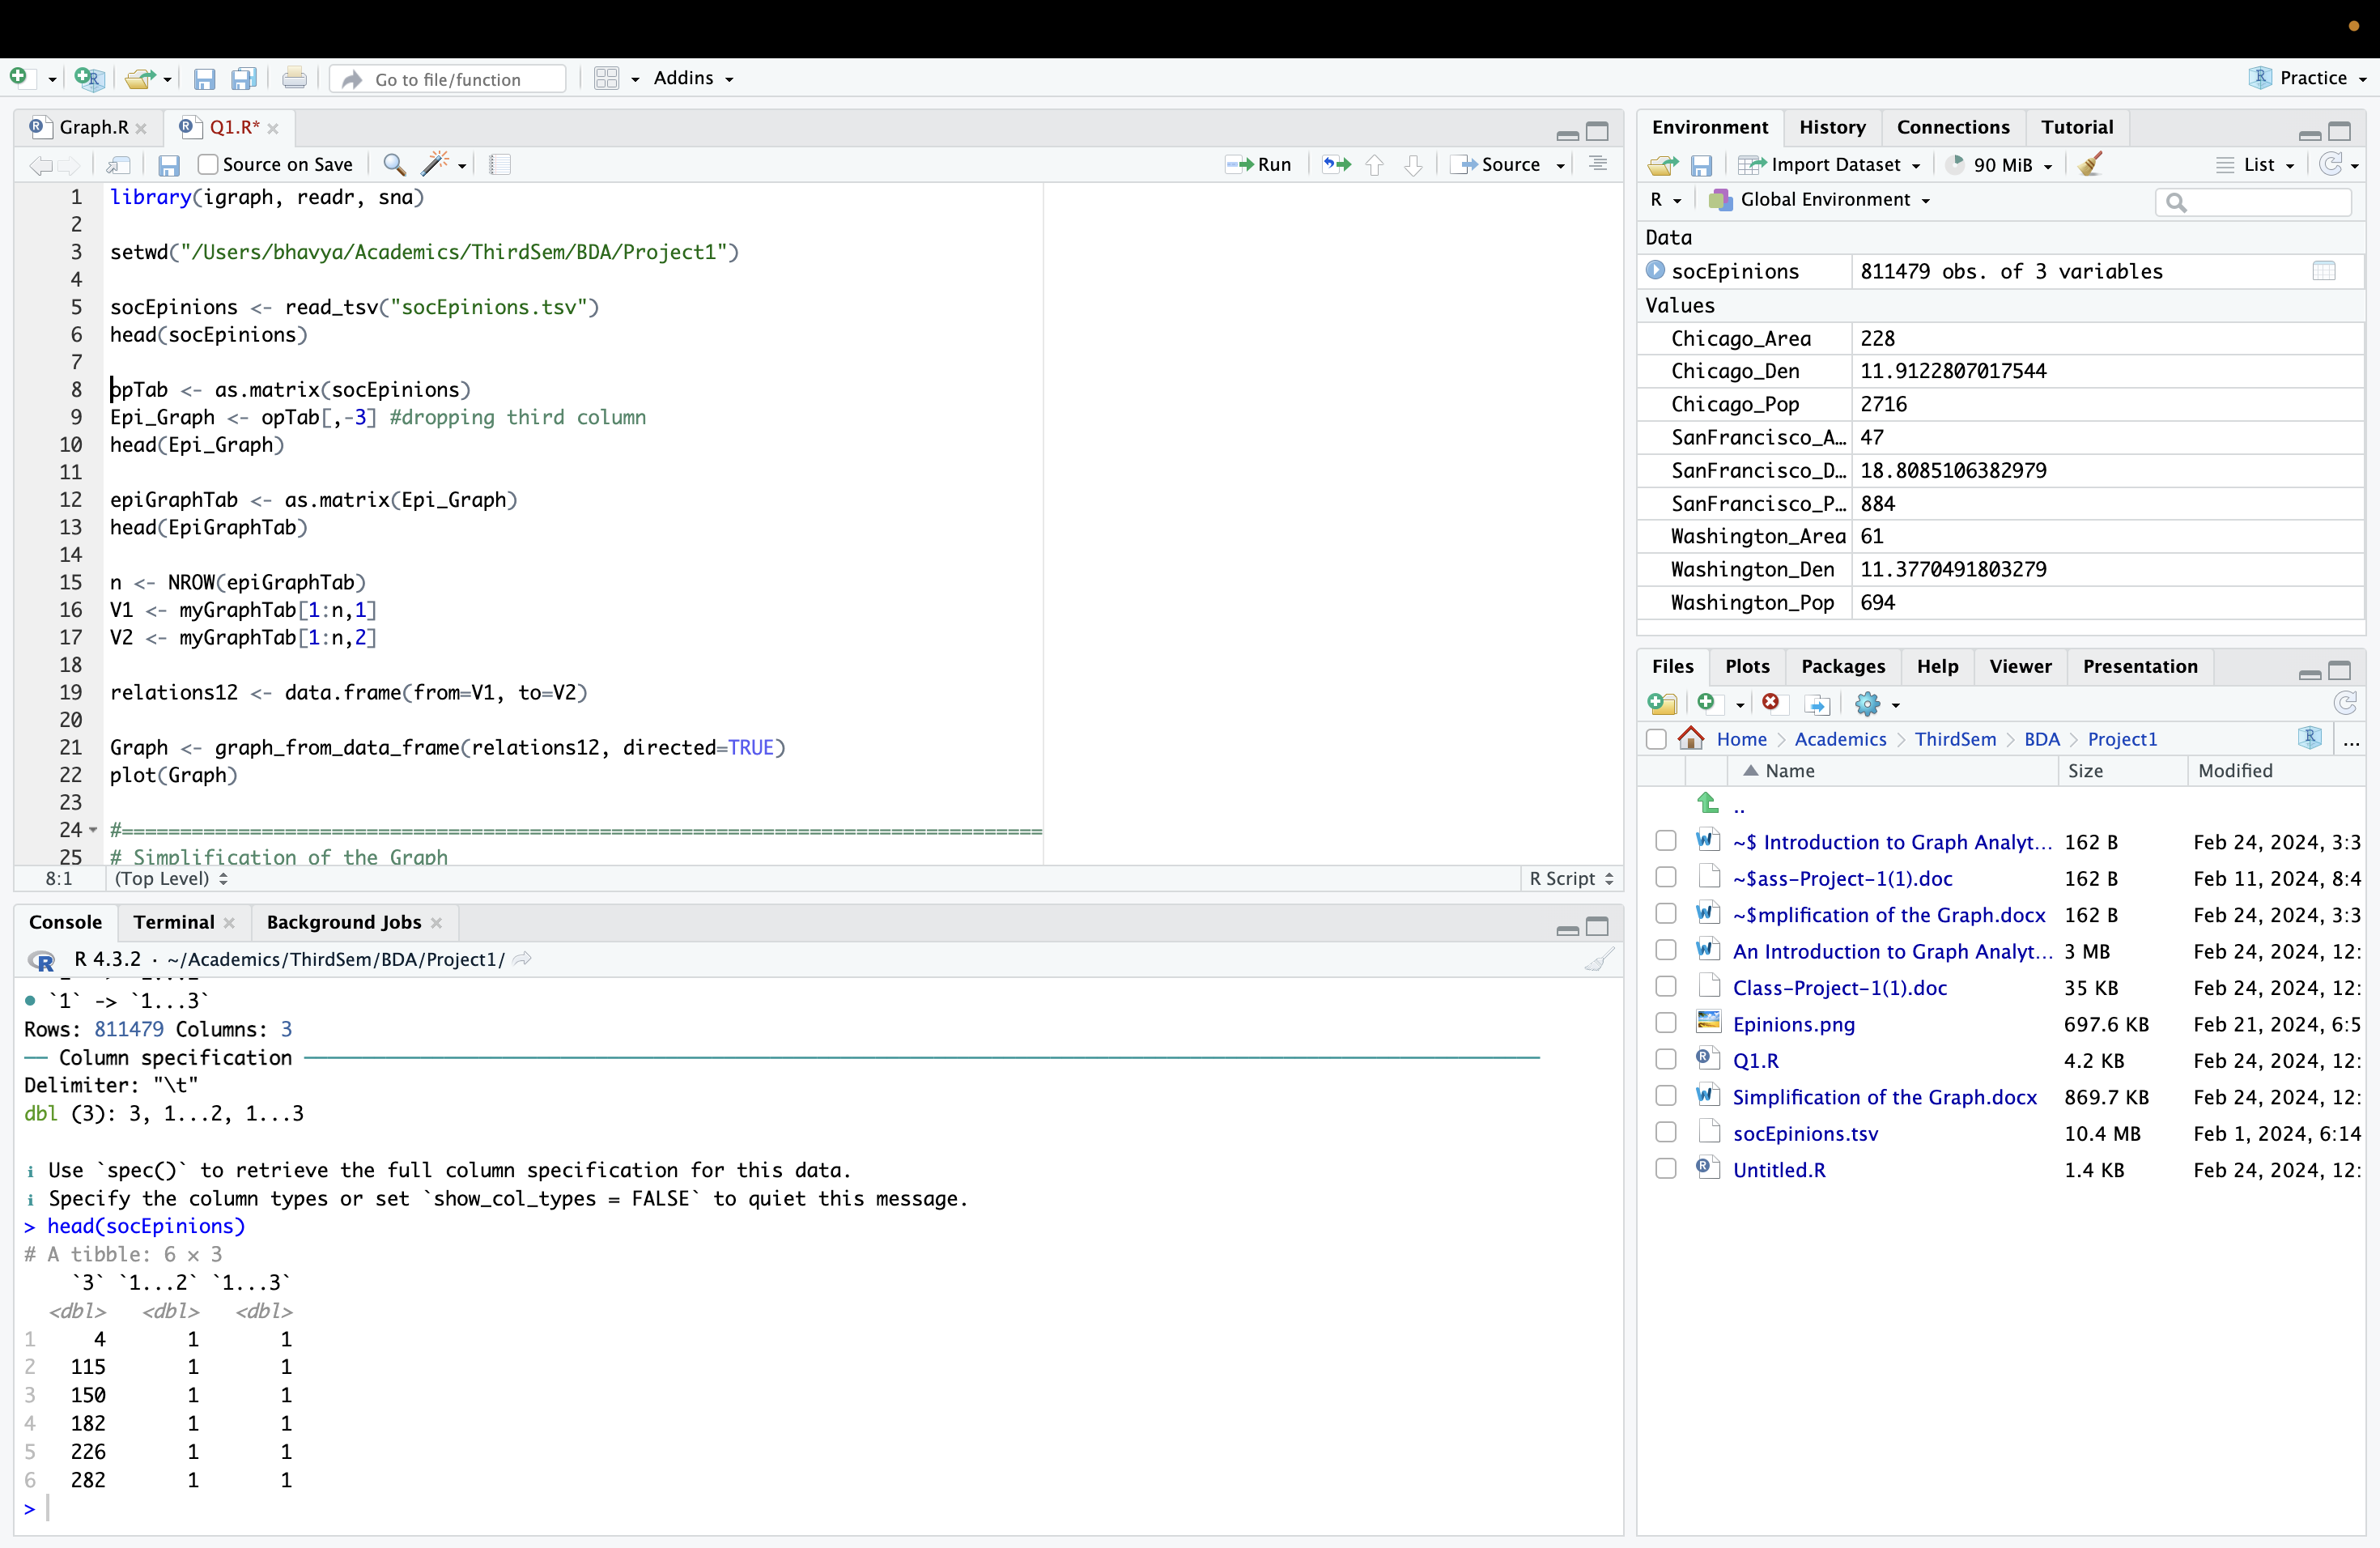 Go to file/function
Addins
Practice
Graph.R
Q1.R*
Source on Save
Run
Source
1 library(igraph, readr, sna)
2
3 setwd("/Users/bhavya/Academics/ThirdSem/BDA/Project1")
4
5 socEpinions <- read_tsv("socEpinions.tsv")
6 head(socEpinions)
7
8 opTab <- as.matrix(socEpinions)
9 Epi_Graph <- opTab[,-3] #dropping third column
10 head(Epi_Graph)
11
12 epiGraphTab <- as.matrix(Epi_Graph)
13 head(EpiGraphTab)
14
15 n <- NROW(epiGraphTab)
16 V1 <- myGraphTab[1:n,1]
17 V2 <- myGraphTab[1:n,2]
18
19 relations12 <- data.frame(from=V1, to=V2)
20
21 Graph <- graph_from_data_frame(relations12, directed=TRUE)
22 plot(Graph)
23
24 #===============================================================================
25 # Simplification of the Graph
8:1 (Top Level) R Script
Console Terminal Background Jobs
R 4.3.2 · ~/Academics/ThirdSem/BDA/Project1/
• `1` -> `1...3`
Rows: 811479 Columns: 3
── Column specification ──
Delimiter: "\t"
dbl (3): 3, 1...2, 1...3
ℹ Use `spec()` to retrieve the full column specification for this data.
ℹ Specify the column types or set `show_col_types = FALSE` to quiet this message.
> head(socEpinions)
# A tibble: 6 × 3
`3` `1...2` `1...3`
<dbl> <dbl> <dbl>
1 4 1 1
2 115 1 1
3 150 1 1
4 182 1 1
5 226 1 1
6 282 1 1
>
Environment History Connections Tutorial
Import Dataset 90 MiB List
R Global Environment
Data
socEpinions 811479 obs. of 3 variables
Values
Chicago_Area 228
Chicago_Den 11.9122807017544
Chicago_Pop 2716
SanFrancisco_A… 47
SanFrancisco_D… 18.8085106382979
SanFrancisco_P… 884
Washington_Area 61
Washington_Den 11.3770491803279
Washington_Pop 694
Files Plots Packages Help Viewer Presentation
Home > Academics > ThirdSem > BDA > Project1 ...
Name Size Modified
..
~$ Introduction to Graph Analyt... 162 B Feb 24, 2024, 3:3
~$ass-Project-1(1).doc 162 B Feb 11, 2024, 8:4
~$mplification of the Graph.docx 162 B Feb 24, 2024, 3:3
An Introduction to Graph Analyt... 3 MB Feb 24, 2024, 12:
Class-Project-1(1).doc 35 KB Feb 24, 2024, 12:
Epinions.png 697.6 KB Feb 21, 2024, 6:5
Q1.R 4.2 KB Feb 24, 2024, 12:
Simplification of the Graph.docx 869.7 KB Feb 24, 2024, 12:
socEpinions.tsv 10.4 MB Feb 1, 2024, 6:14
Untitled.R 1.4 KB Feb 24, 2024, 12: